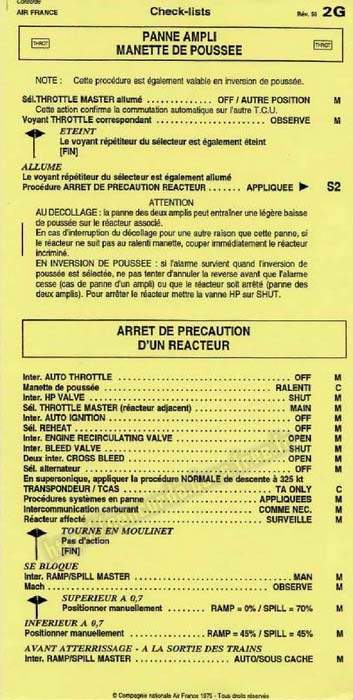 Concorde
AIR FRANCE Check-lists Rév. 50 2G
PANNE AMPLI
MANETTE DE POUSSEE
THROT THROT
NOTE : Cette procédure est également valable en inversion de poussée.
Sél.THROTTLE MASTER allumé .............. OFF / AUTRE POSITION M
Cette action confirme la commutation automatique sur l'autre T.C.U.
Voyant THROTTLE correspondant ........................ OBSERVE M
ETEINT
Le voyant répétiteur du sélecteur est également éteint
[FIN]
ALLUME
Le voyant répétiteur du sélecteur est également allumé
Procédure ARRET DE PRECAUTION REACTEUR ....... APPLIQUEE ► S2
ATTENTION
AU DECOLLAGE : la panne des deux amplis peut entraîner une légère baisse
de poussée sur le réacteur associé.
En cas d'interruption du décollage pour une autre raison que cette panne, si
le réacteur ne suit pas au ralenti manette, couper immédiatement le réacteur
incriminé.
EN INVERSION DE POUSSEE : si l'alarme survient quand l'inversion de
poussée est sélectée, ne pas tenter d'annuler la reverse avant que l'alarme
cesse (cas de panne d'un ampli) ou que le réacteur soit arrêté (panne des
deux amplis). Pour arrêter le réacteur mettre la vanne HP sur SHUT.
ARRET DE PRECAUTION
D'UN REACTEUR
Inter. AUTO THROTTLE ........................ OFF M
Manette de poussée ........................ RALENTI C
Inter. HP VALVE ........................ SHUT M
Sél. THROTTLE MASTER (réacteur adjacent) .............. MAIN M
Inter. AUTO IGNITION ........................ OFF M
Sél. REHEAT ........................ OFF M
Inter. ENGINE RECIRCULATING VALVE ................ OPEN M
Inter. BLEED VALVE ........................ SHUT M
Deux inter. CROSS BLEED ........................ OPEN M
Sél. alternateur ........................ OFF M
En supersonique, appliquer la procédure NORMALE de descente à 325 kt
TRANSPONDEUR / TCAS ........................ TA ONLY C
Procédures systèmes en panne ................ APPLIQUEES M
Intercommunication carburant ................ COMME NEC. M
Réacteur affecté ........................ SURVEILLE M
TOURNE EN MOULINET
Pas d'action
[FIN]
SE BLOQUE
Inter. RAMP/SPILL MASTER ........................ MAN M
Mach ........................ OBSERVE M
SUPERIEUR A 0,7
Positionner manuellement ........ RAMP = 0% / SPILL = 70% M
INFERIEUR A 0,7
Positionner manuellement ............ RAMP = 45% / SPILL = 45% M
AVANT ATTERRISSAGE - A LA SORTIE DES TRAINS
Inter. RAMP/SPILL MASTER ................ AUTO/SOUS CACHE M
© Compagnie nationale Air France 1975 - Tous droits réservés